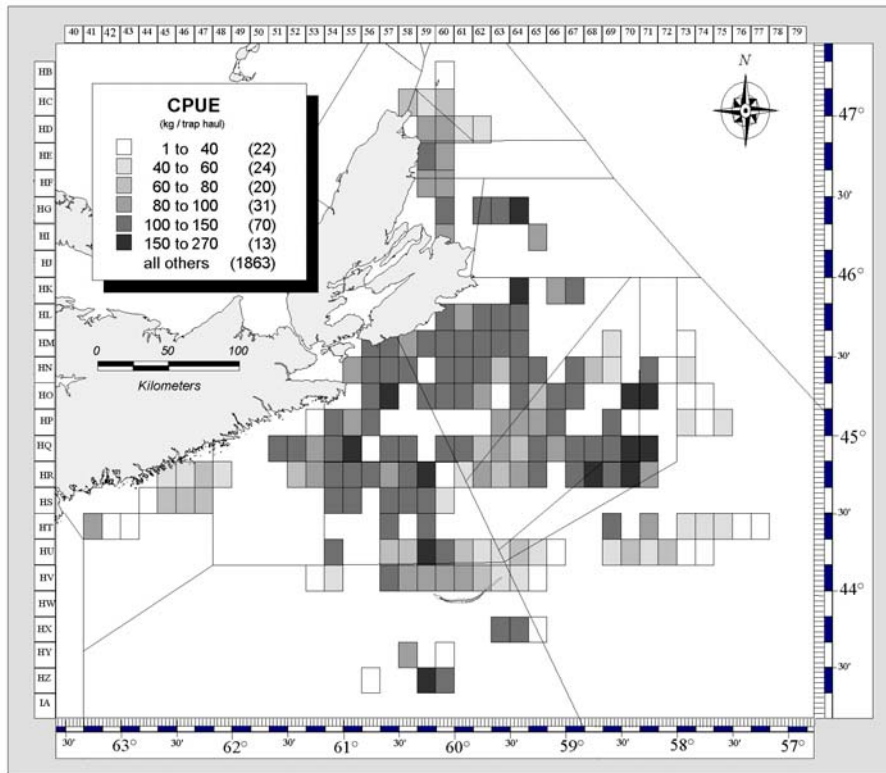 40 41 42 43 44 45 46 47 48 49 50 51 52 53 54 55 56 57 58 59 60 61 62 63 64 65 66 67 68 69 70 71 72 73 74 75 76 77 78 79
HB
HC
HD
HE
HF
HG
HI
HJ
HK
HL
HM
HN
HO
HP
HQ
HR
HS
HT
HU
HV
HW
HX
HY
HZ
IA
CPUE
(kg / trap haul)
1 to 40 (22)
40 to 60 (24)
60 to 80 (20)
80 to 100 (31)
100 to 150 (70)
150 to 270 (13)
all others (1863)
N
0 50 100
Kilometers
47°
30'
46°
30'
45°
30'
44°
30'
30' 63° 30' 62° 30' 61° 30' 60° 30' 59° 30' 58° 30' 57°